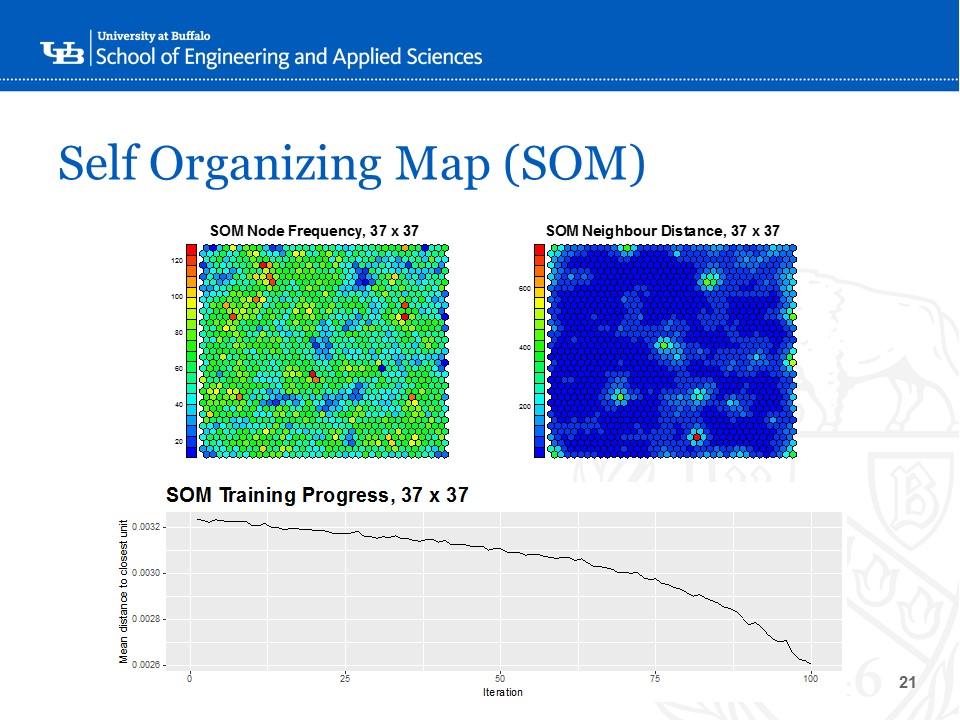 University at Buffalo
UB School of Engineering and Applied Sciences
Self Organizing Map (SOM)
SOM Node Frequency, 37 x 37
120
100
80
60
40
20
SOM Neighbour Distance, 37 x 37
600
400
200
SOM Training Progress, 37 x 37
Mean distance to closest unit
0.0032
0.0030
0.0028
0.0026
0 25 50 75 100
Iteration
B
6
21